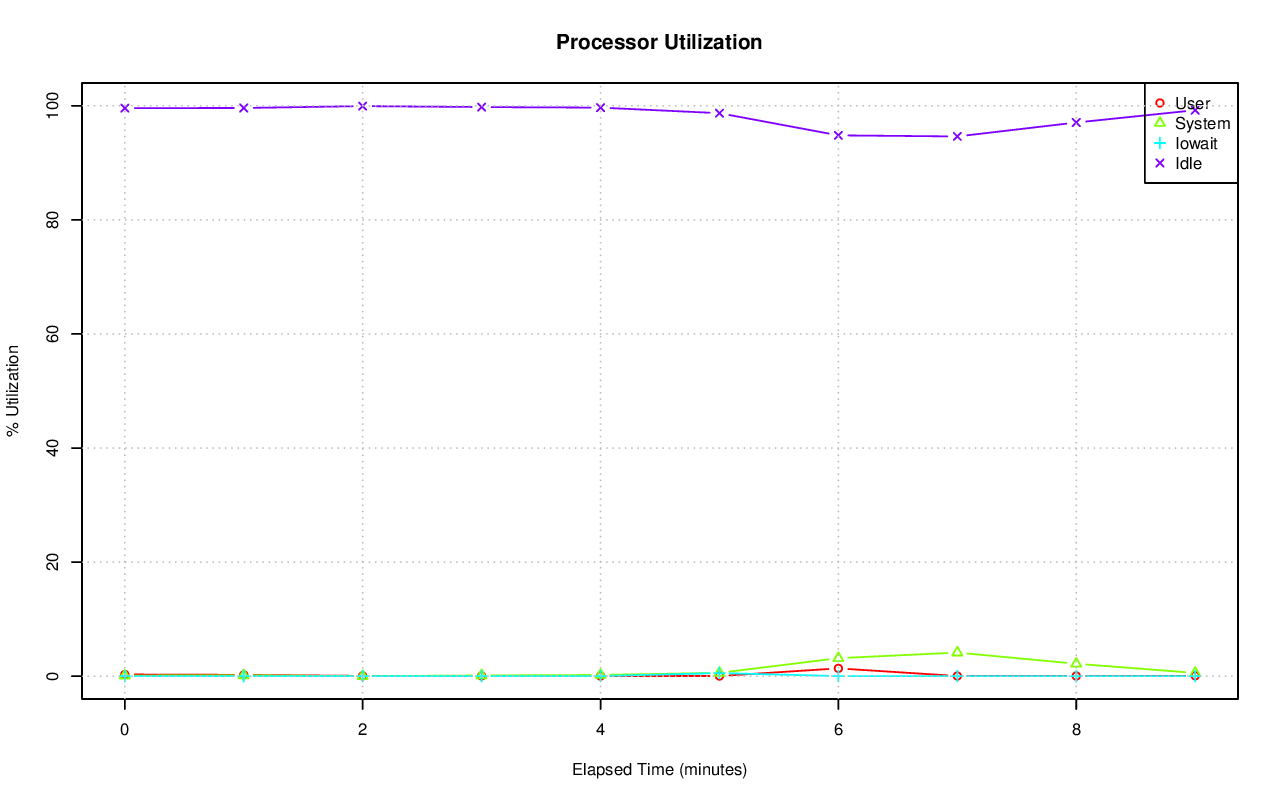 Processor Utilization
% Utilization
100
80
60
40
20
0
0 2 4 6 8
Elapsed Time (minutes)
User
System
Iowait
Idle